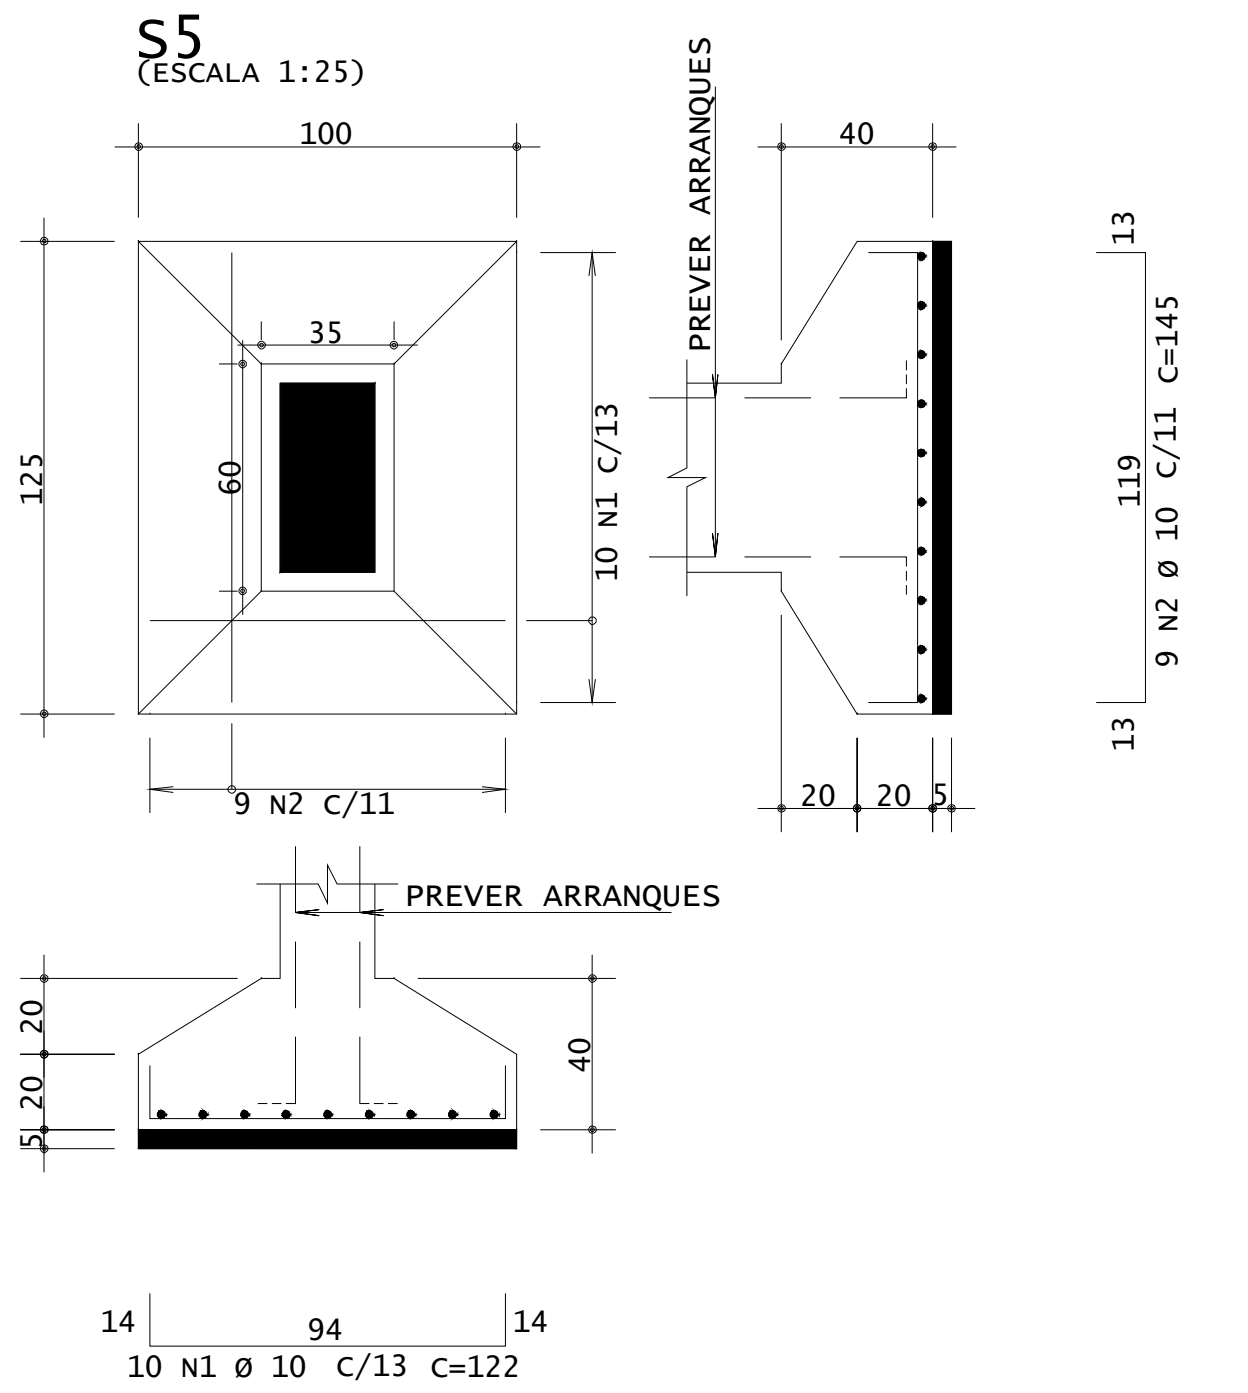 S5
(ESCALA 1:25)
100
125
35
60
10 N1 C/13
9 N2 C/11
PREVER ARRANQUES
40
20 20 5
13
119
13
9 N2 Ø 10 C/11 C=145
PREVER ARRANQUES
20
20
5
40
14
94
14
10 N1 Ø 10 C/13 C=122